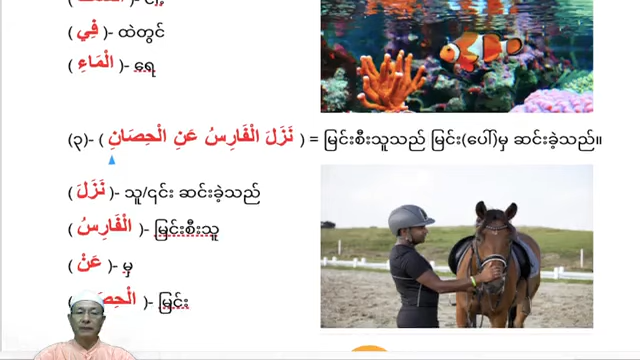 ( فِي )- ထဲတွင်
( الْمَاءِ )- ရေ
(၃)- ( نَزَلَ الْفَارِسُ عَنِ الْحِصَانِ ) = မြင်းစီးသူသည် မြင်း(ပေါ်)မှ ဆင်းခဲ့သည်။
( نَزَلَ )- သူ/၎င်း ဆင်းခဲ့သည်
( الْفَارِسُ )- မြင်းစီးသူ
( عَنْ )- မှ
)- မြင်း